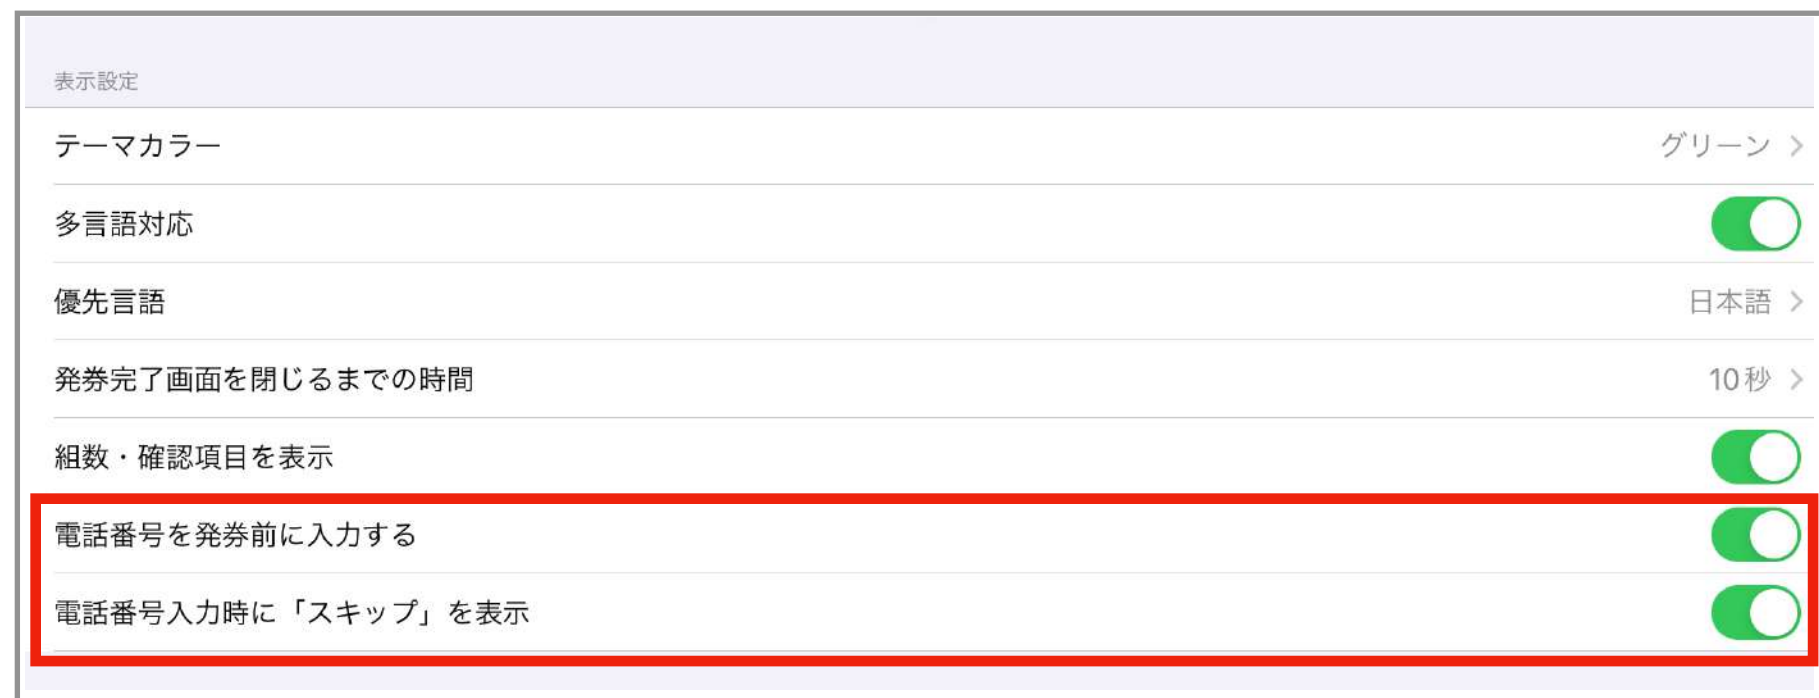 表示設定
テーマカラー グリーン
多言語対応
優先言語 日本語
発券完了画面を閉じるまでの時間 10秒
組数・確認項目を表示
電話番号を発券前に入力する
電話番号入力時に「スキップ」を表示